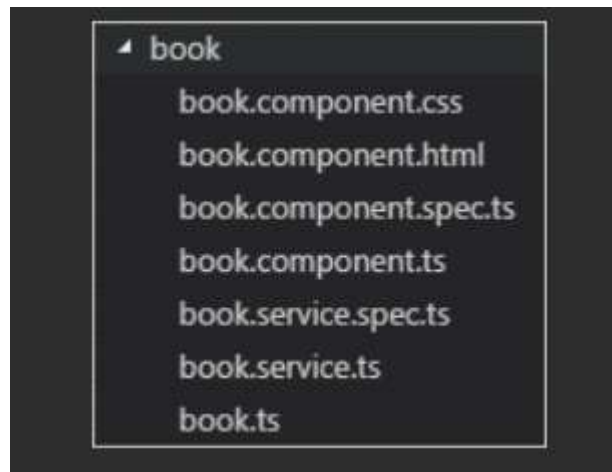 book
book.component.css
book.component.html
book.component.spec.ts
book.component.ts
book.service.spec.ts
book.service.ts
book.ts